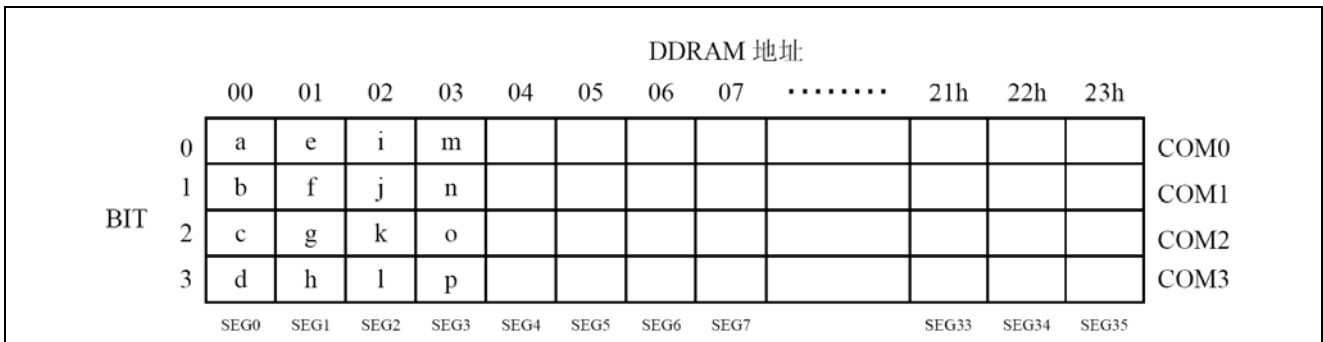 DDRAM 地址
00 01 02 03 04 05 06 07 ········ 21h 22h 23h
0 a e i m COM0
1 b f j n COM1
BIT
2 c g k o COM2
3 d h l p COM3
SEG0 SEG1 SEG2 SEG3 SEG4 SEG5 SEG6 SEG7 SEG33 SEG34 SEG35